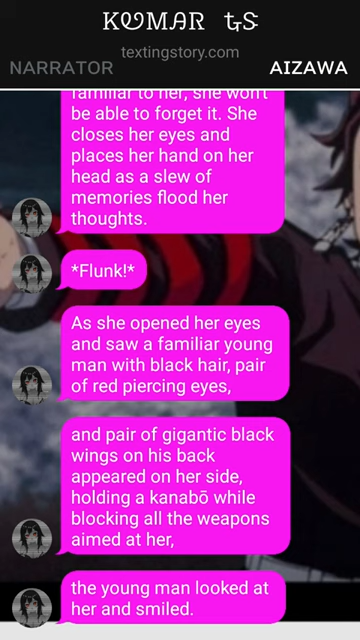 KƜMAR ꞆS
textingstory.com
NARRATOR AIZAWA
familiar to her, she won't
be able to forget it. She
closes her eyes and
places her hand on her
head as a slew of
memories flood her
thoughts.
*Flunk!*
As she opened her eyes
and saw a familiar young
man with black hair, pair
of red piercing eyes,
and pair of gigantic black
wings on his back
appeared on her side,
holding a kanabō while
blocking all the weapons
aimed at her,
the young man looked at
her and smiled.